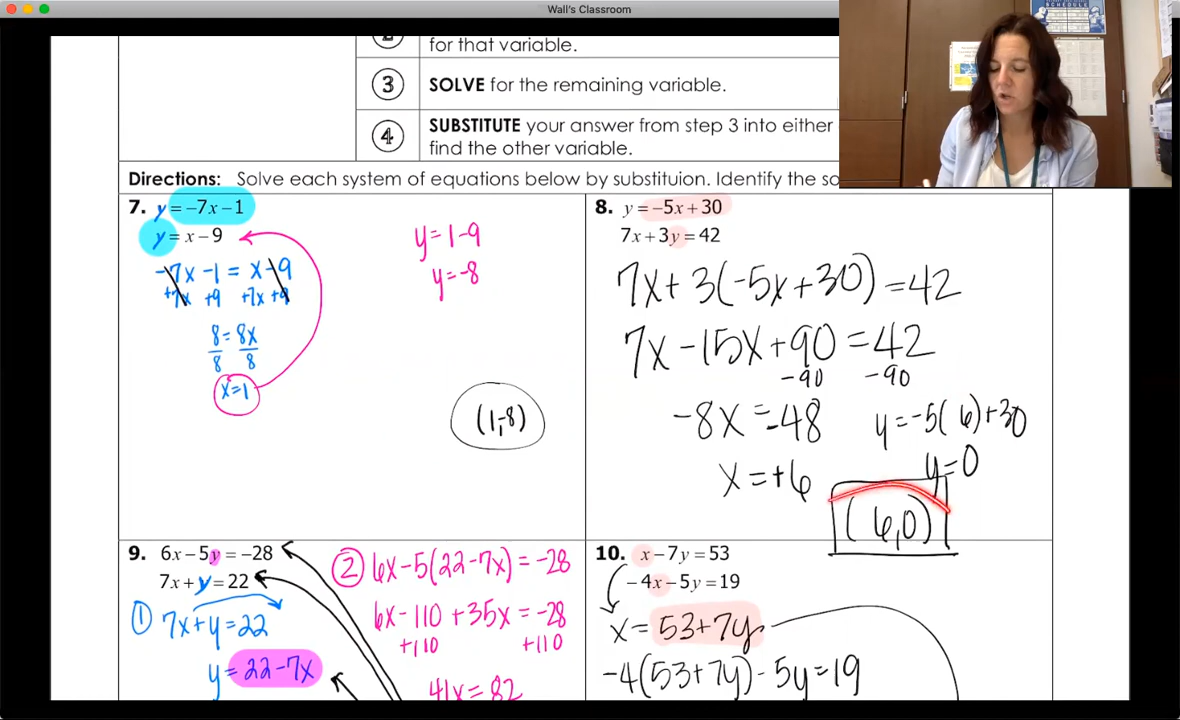 Wall's Classroom
SCHEDULE
for that variable.
3 SOLVE for the remaining variable.
4 SUBSTITUTE your answer from step 3 into either
find the other variable.
Directions: Solve each system of equations below by substituion. Identify the so
7. y = -7x - 1
y = x - 9
-7x -1 = x -9
+7x +9 +7x +9
8 = 8x
8 8
x=1
y = 1-9
y = -8
(1,-8)
8. y = -5x + 30
7x + 3y = 42
7x + 3(-5x+30) = 42
7x -15x +90 = 42
-90 -90
-8x = -48
x = +6
y = -5(6)+30
y = 0
(6,0)
9. 6x - 5y = -28
7x + y = 22
① 7x+y=22
y = 22-7x
② 6x-5(22-7x) = -28
6x-110 +35x = -28
+110 +110
41x = 82
10. x - 7y = 53
-4x - 5y = 19
x = 53+7y
-4(53+7y) - 5y = 19